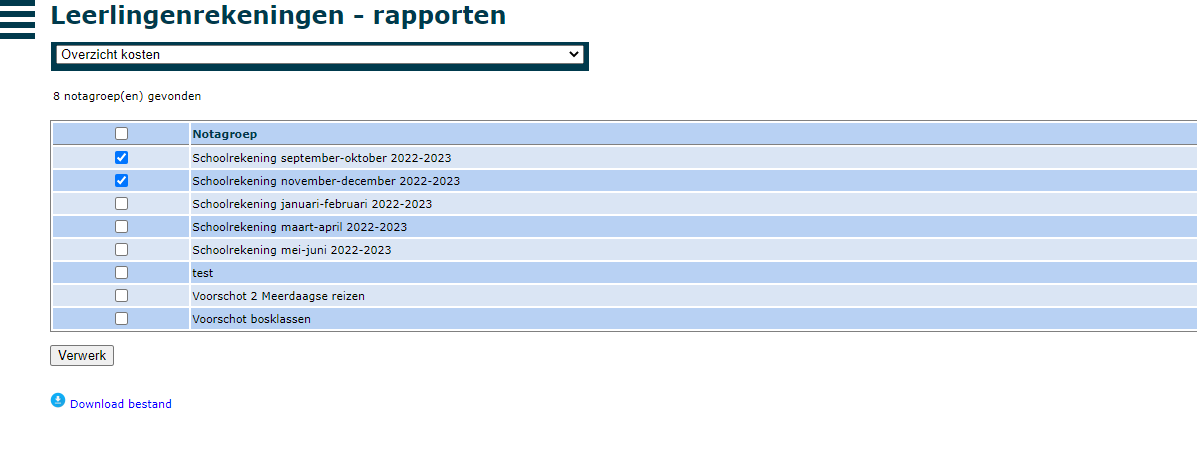 Leerlingenrekeningen - rapporten
Overzicht kosten
8 notagroep(en) gevonden
Notagroep
Schoolrekening september-oktober 2022-2023
Schoolrekening november-december 2022-2023
Schoolrekening januari-februari 2022-2023
Schoolrekening maart-april 2022-2023
Schoolrekening mei-juni 2022-2023
test
Voorschot 2 Meerdaagse reizen
Voorschot bosklassen
Verwerk
Download bestand